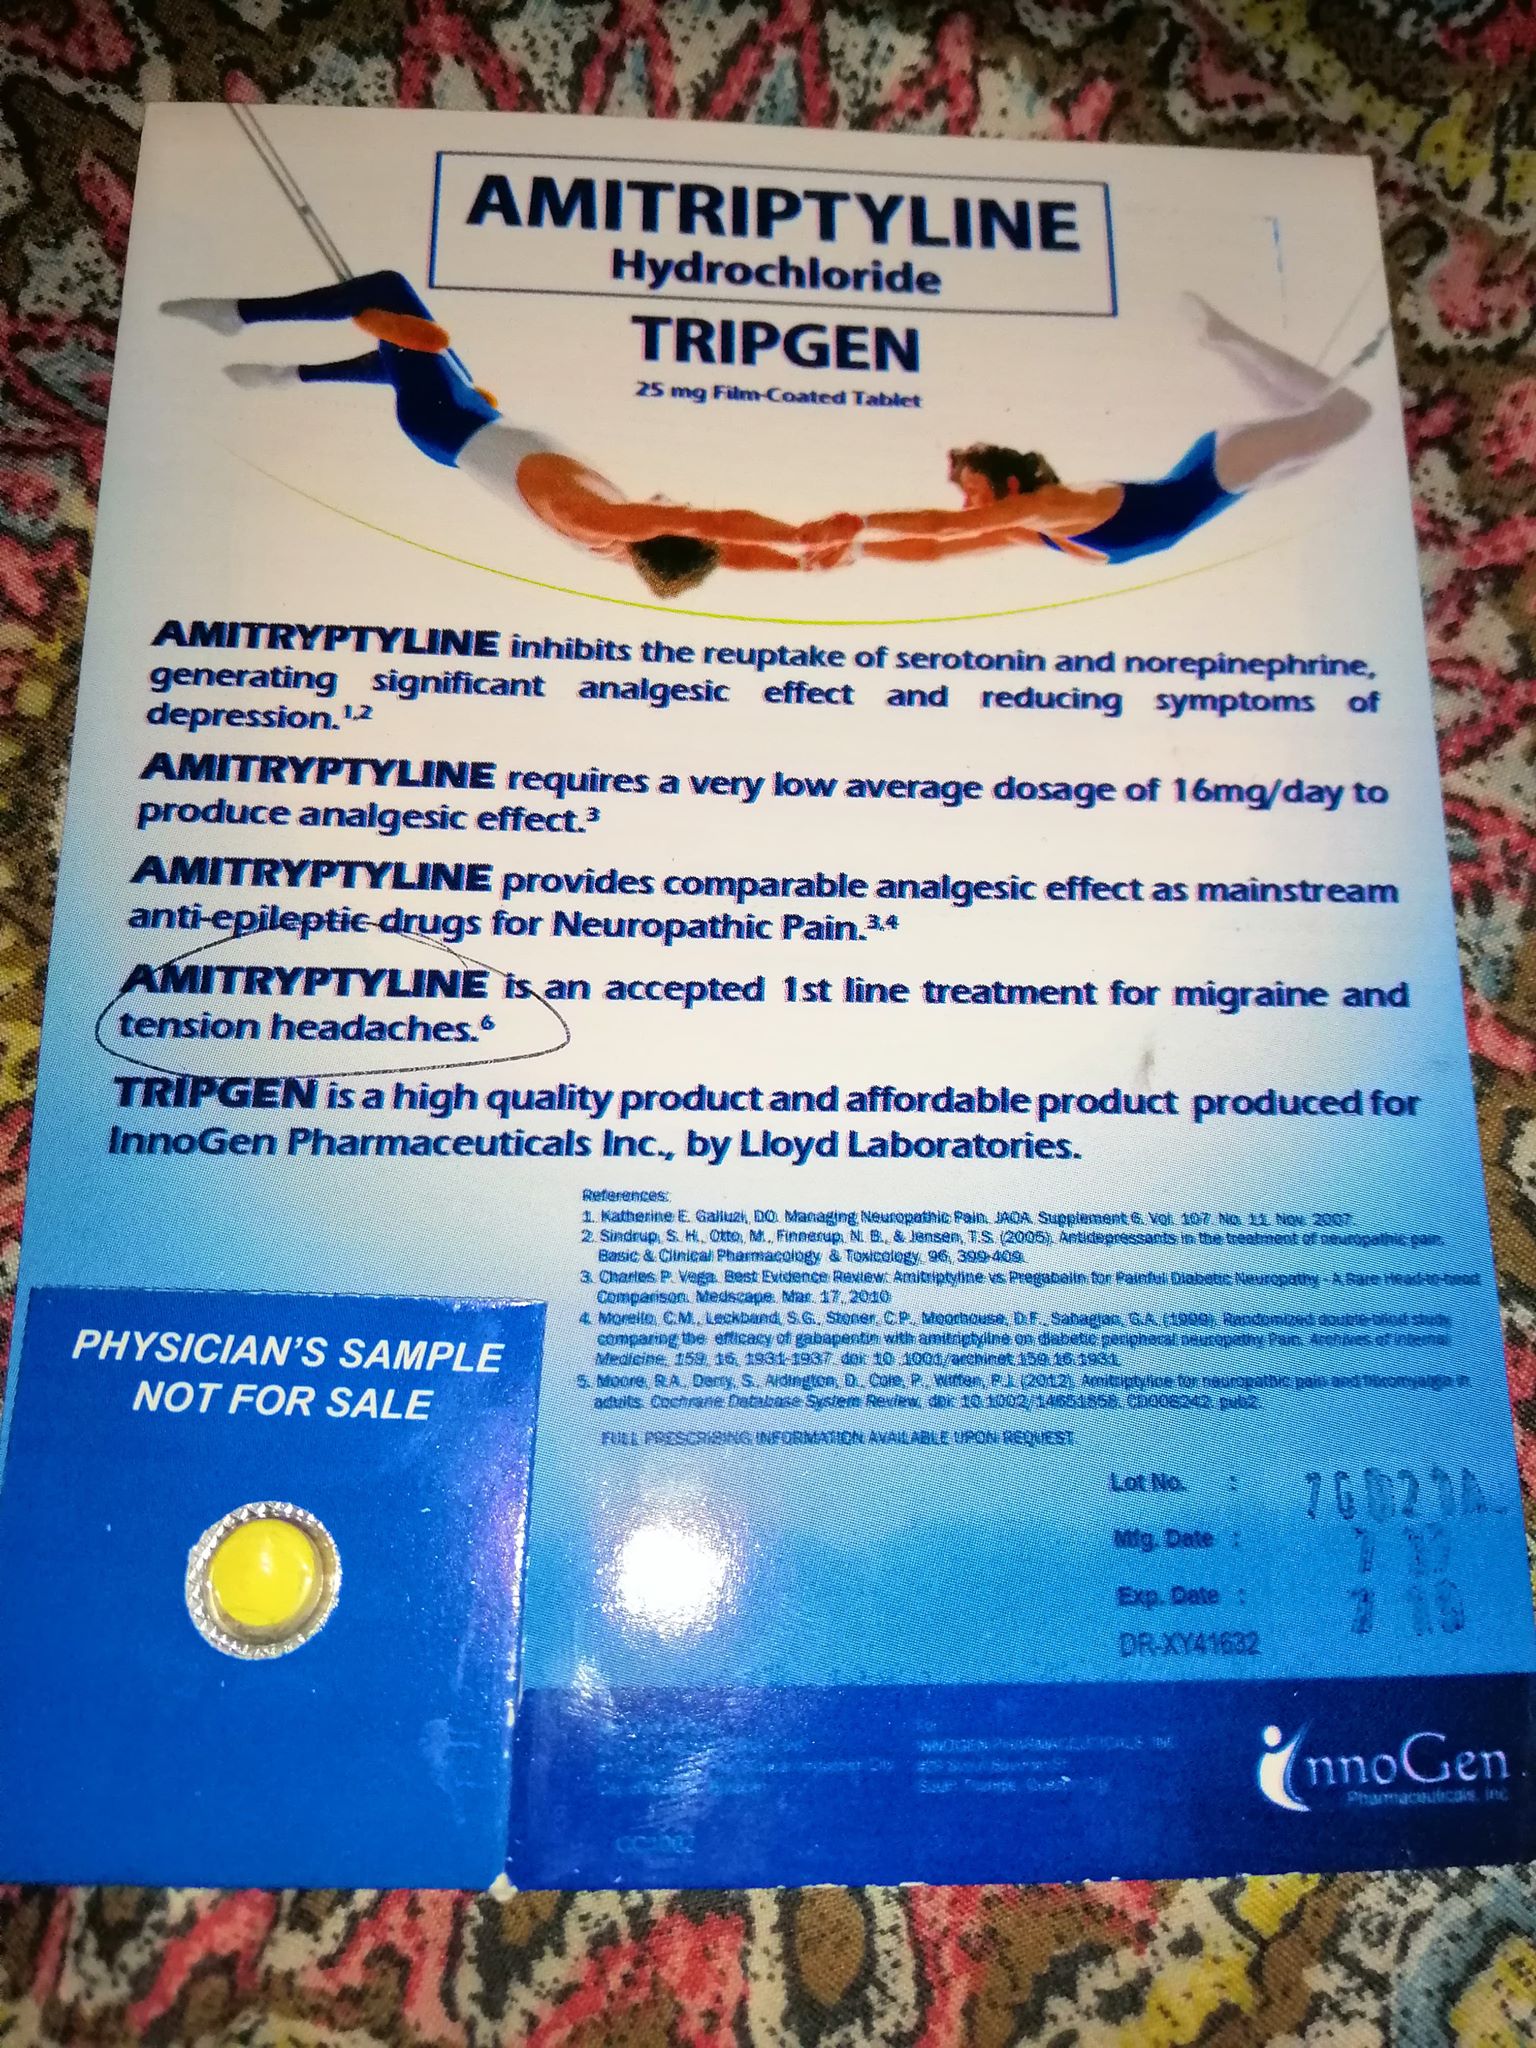 AMITRIPTYLINE
Hydrochloride
TRIPGEN
25 mg Film-Coated Tablet
AMITRYPTYLINE inhibits the reuptake of serotonin and norepinephrine,
generating significant analgesic effect and reducing symptoms of
depression.1,2
AMITRYPTYLINE requires a very low average dosage of 16mg/day to
produce analgesic effect.3
AMITRYPTYLINE provides comparable analgesic effect as mainstream
anti-epileptic drugs for Neuropathic Pain.3,4
AMITRYPTYLINE is an accepted 1st line treatment for migraine and
tension headaches.6
TRIPGEN is a high quality product and affordable product produced for
InnoGen Pharmaceuticals Inc., by Lloyd Laboratories.
References:
1. Katherine E. Galluzi, DO. Managing Neuropathic Pain. JAOA. Supplement 6. Vol. 107. No. 11. Nov. 2007.
2. Sindrup, S. H., Otto, M., Finnerup, N. B., & Jensen, T.S. (2005). Antidepressants in the treatment of neuropathic pain.
Basic & Clinical Pharmacology & Toxicology, 96, 399-409.
3. Charles P. Vega. Best Evidence Review: Amitriptyline vs Pregabalin for Painful Diabetic Neuropathy - A Rare Head-to-head
Comparison. Medscape. Mar. 17, 2010
4. Morello, C.M., Leckband, S.G., Stoner, C.P., Moorhouse, D.F., Sahagian, G.A. (1999). Randomized double-blind study
comparing the efficacy of gabapentin with amitriptyline on diabetic peripheral neuropathy Pain. Archives of Internal
Medicine, 159, 16, 1931-1937. doi: 10.1001/archinet.159.16.1931.
5. Moore, R.A., Derry, S., Aldington, D., Cole, P., Wiffen, P.J. (2012). Amitriptyline for neuropathic pain and fibromyalgia in
adults. Cochrane Database System Review, doi: 10.1002/14651858. CD008242. pub2.
FULL PRESCRIBING INFORMATION AVAILABLE UPON REQUEST
PHYSICIAN'S SAMPLE
NOT FOR SALE
Lot No. :
Mfg. Date :
Exp. Date :
DR-XY41632
InnoGen
Pharmaceuticals, Inc.